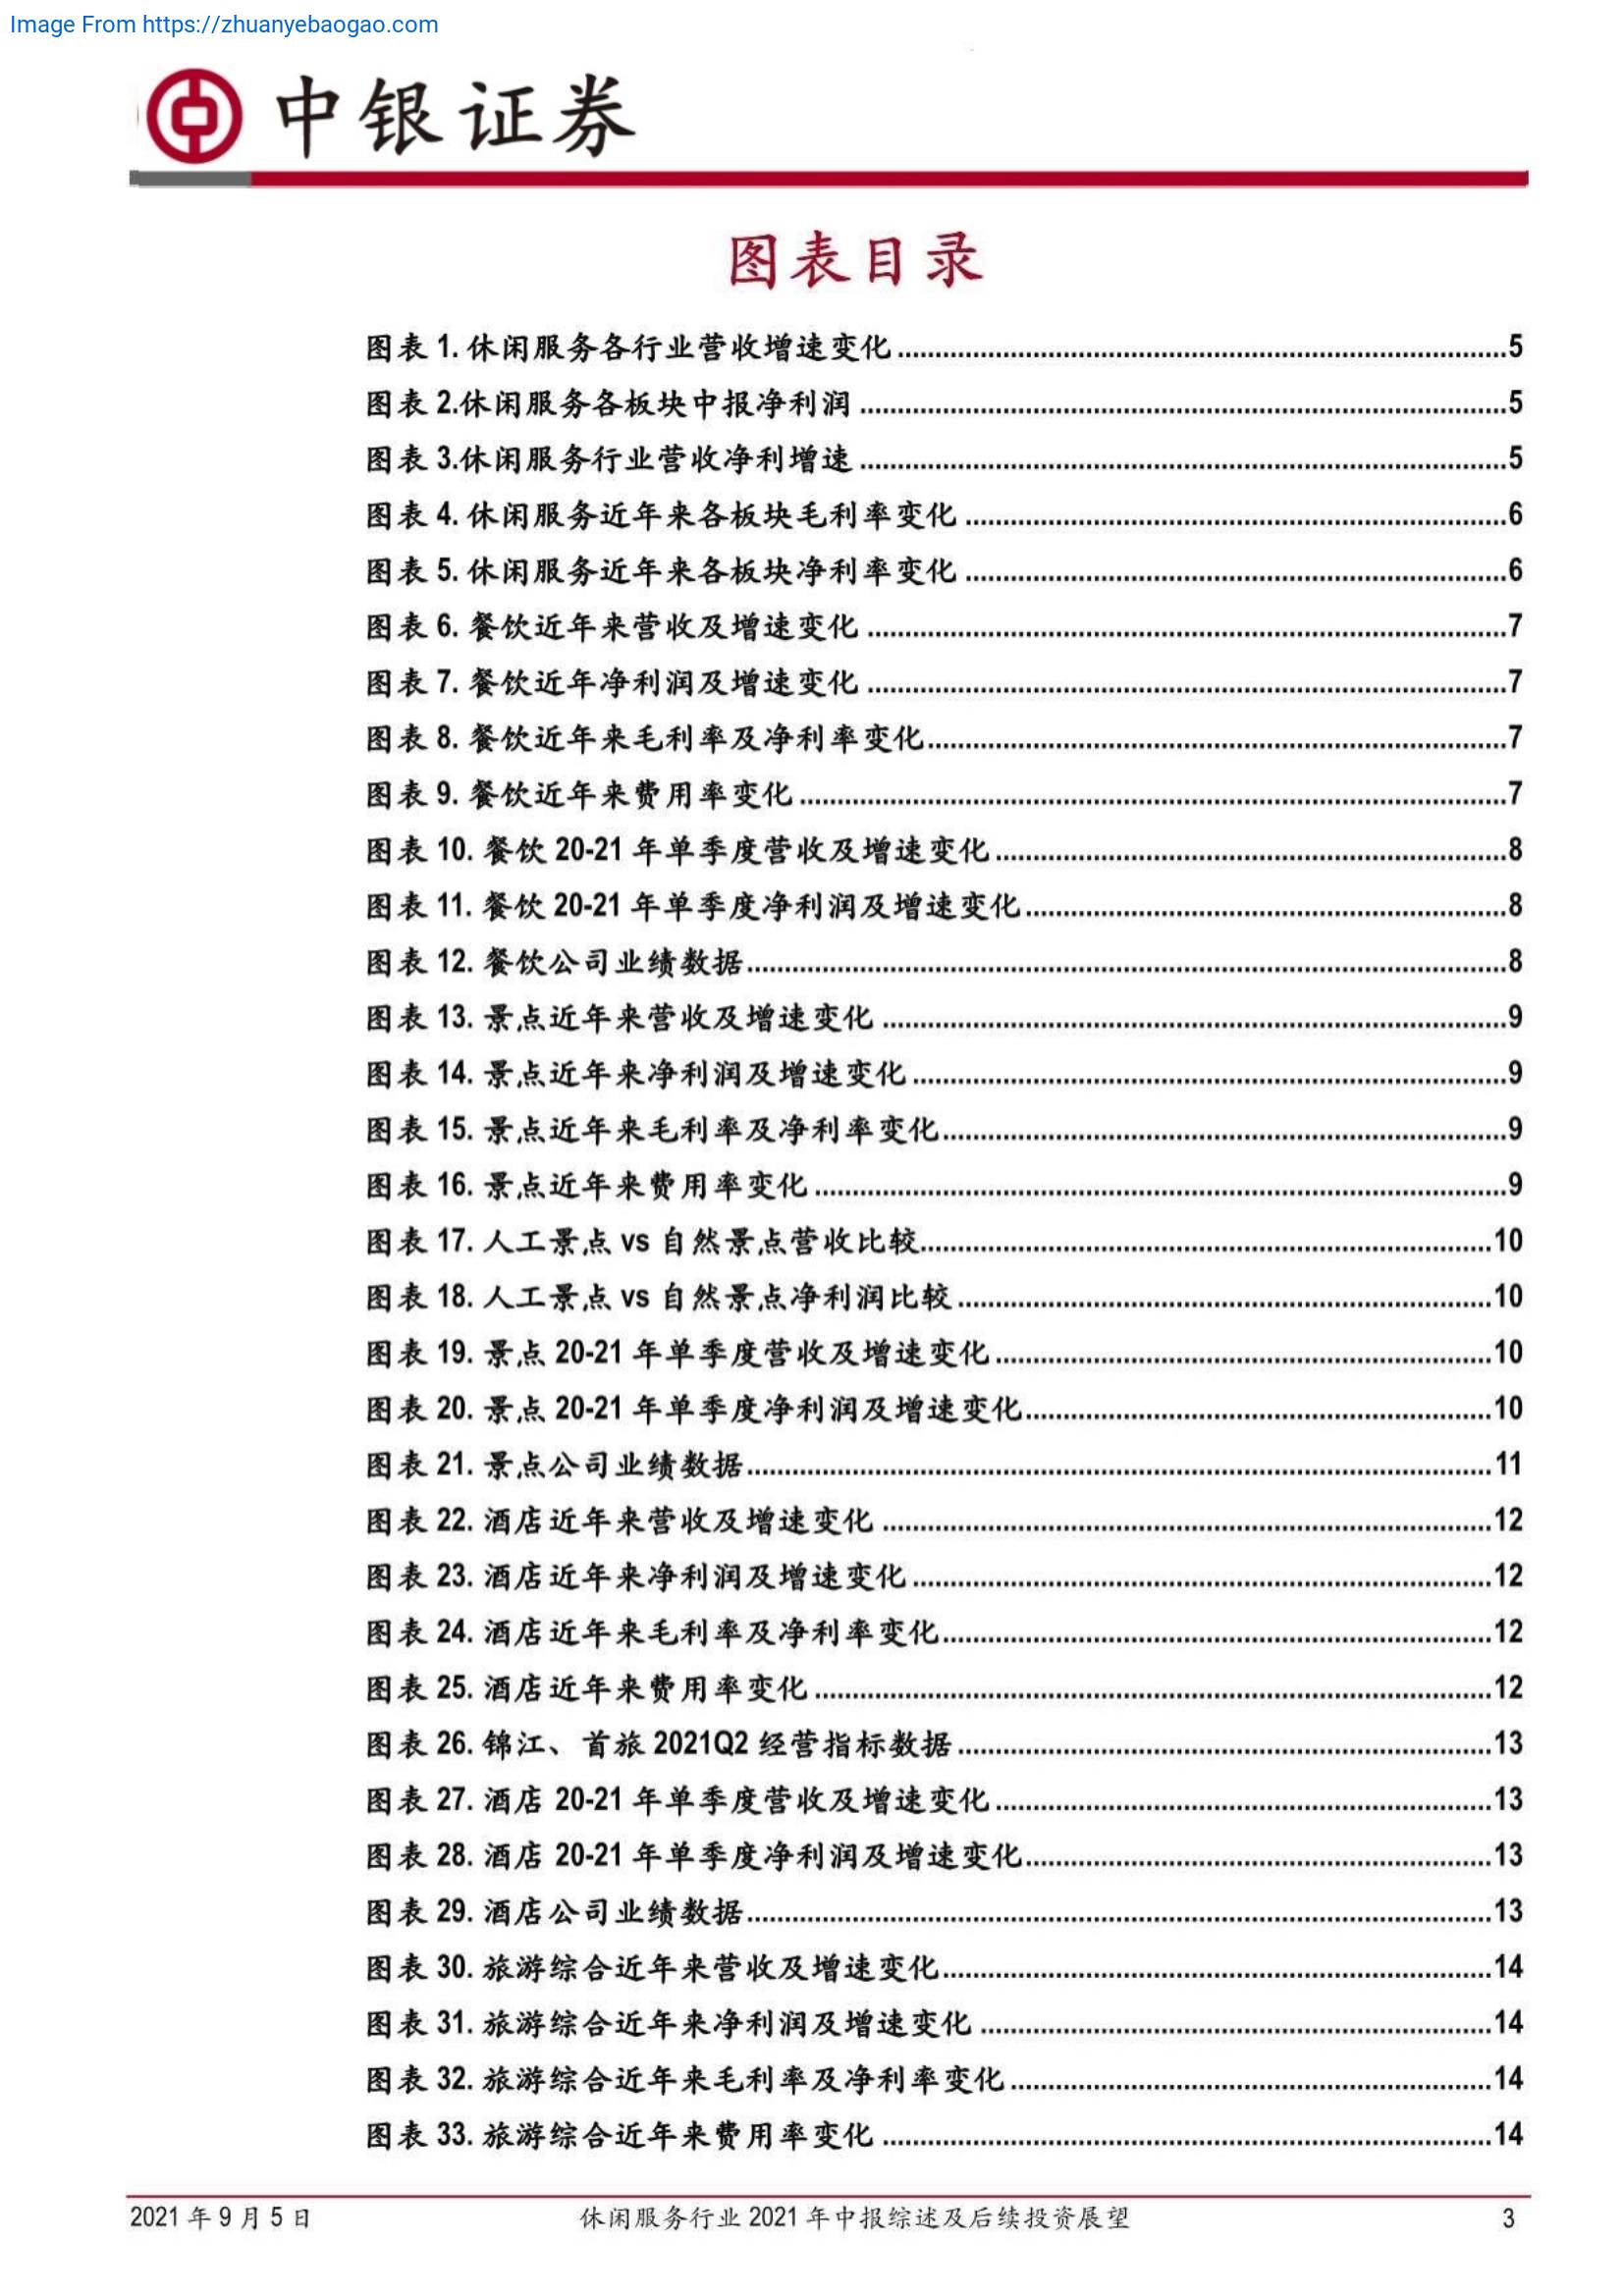 Image From https://zhuanyebaogao.com
中银证券
图表目录
图表 1. 休闲服务各行业营收增速变化....................5
图表 2.休闲服务各板块中报净利润....................5
图表 3.休闲服务行业营收净利增速....................5
图表 4. 休闲服务近年来各板块毛利率变化....................6
图表 5. 休闲服务近年来各板块净利率变化....................6
图表 6. 餐饮近年来营收及增速变化....................7
图表 7. 餐饮近年净利润及增速变化....................7
图表 8. 餐饮近年来毛利率及净利率变化....................7
图表 9. 餐饮近年来费用率变化....................7
图表 10. 餐饮 20-21 年单季度营收及增速变化....................8
图表 11. 餐饮 20-21 年单季度净利润及增速变化....................8
图表 12. 餐饮公司业绩数据....................8
图表 13. 景点近年来营收及增速变化....................9
图表 14. 景点近年来净利润及增速变化....................9
图表 15. 景点近年来毛利率及净利率变化....................9
图表 16. 景点近年来费用率变化....................9
图表 17. 人工景点 vs 自然景点营收比较....................10
图表 18. 人工景点 vs 自然景点净利润比较....................10
图表 19. 景点 20-21 年单季度营收及增速变化....................10
图表 20. 景点 20-21 年单季度净利润及增速变化....................10
图表 21. 景点公司业绩数据....................11
图表 22. 酒店近年来营收及增速变化....................12
图表 23. 酒店近年来净利润及增速变化....................12
图表 24. 酒店近年来毛利率及净利率变化....................12
图表 25. 酒店近年来费用率变化....................12
图表 26. 锦江、首旅 2021Q2 经营指标数据....................13
图表 27. 酒店 20-21 年单季度营收及增速变化....................13
图表 28. 酒店 20-21 年单季度净利润及增速变化....................13
图表 29. 酒店公司业绩数据....................13
图表 30. 旅游综合近年来营收及增速变化....................14
图表 31. 旅游综合近年来净利润及增速变化....................14
图表 32. 旅游综合近年来毛利率及净利率变化....................14
图表 33. 旅游综合近年来费用率变化....................14
2021 年 9 月 5 日 休闲服务行业 2021 年中报综述及后续投资展望 3